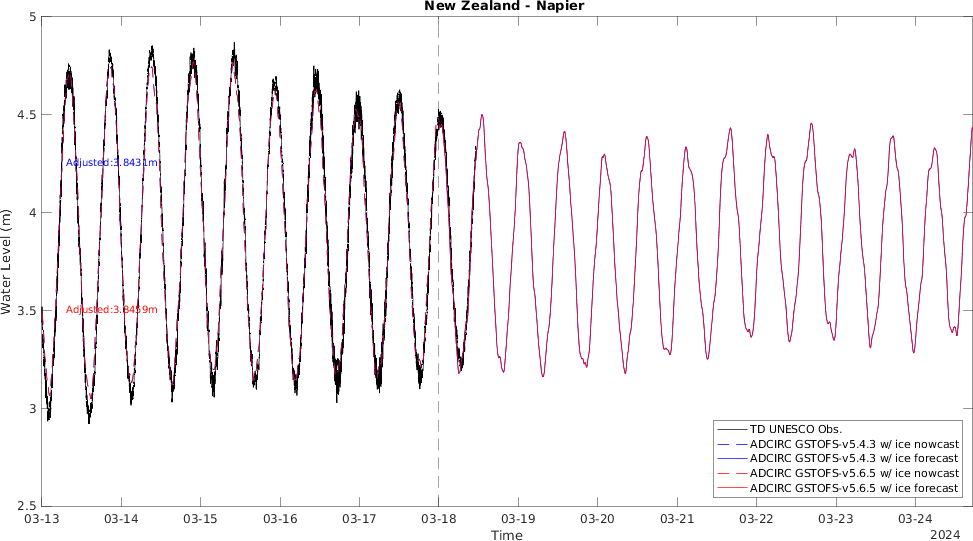 New Zealand - Napier
Water Level (m)
5
4.5
4
3.5
3
2.5
Adjusted:3.8431m
Adjusted:3.8459m
TD UNESCO Obs.
ADCIRC GSTOFS-v5.4.3 w/ ice nowcast
ADCIRC GSTOFS-v5.4.3 w/ ice forecast
ADCIRC GSTOFS-v5.6.5 w/ ice nowcast
ADCIRC GSTOFS-v5.6.5 w/ ice forecast
03-13 03-14 03-15 03-16 03-17 03-18 03-19 03-20 03-21 03-22 03-23 03-24
Time
2024